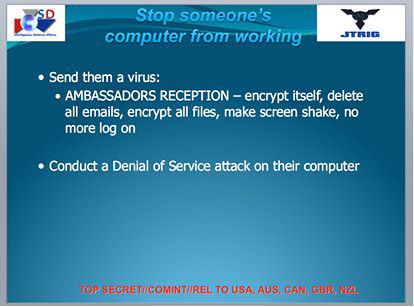 Stop someone's
computer from working
SD
Intelligence, Defence, Effects
JTRIG
• Send them a virus:
• AMBASSADORS RECEPTION – encrypt itself, delete
all emails, encrypt all files, make screen shake, no
more log on
• Conduct a Denial of Service attack on their computer
TOP SECRET//COMINT//REL TO USA, AUS, CAN, GBR, NZL